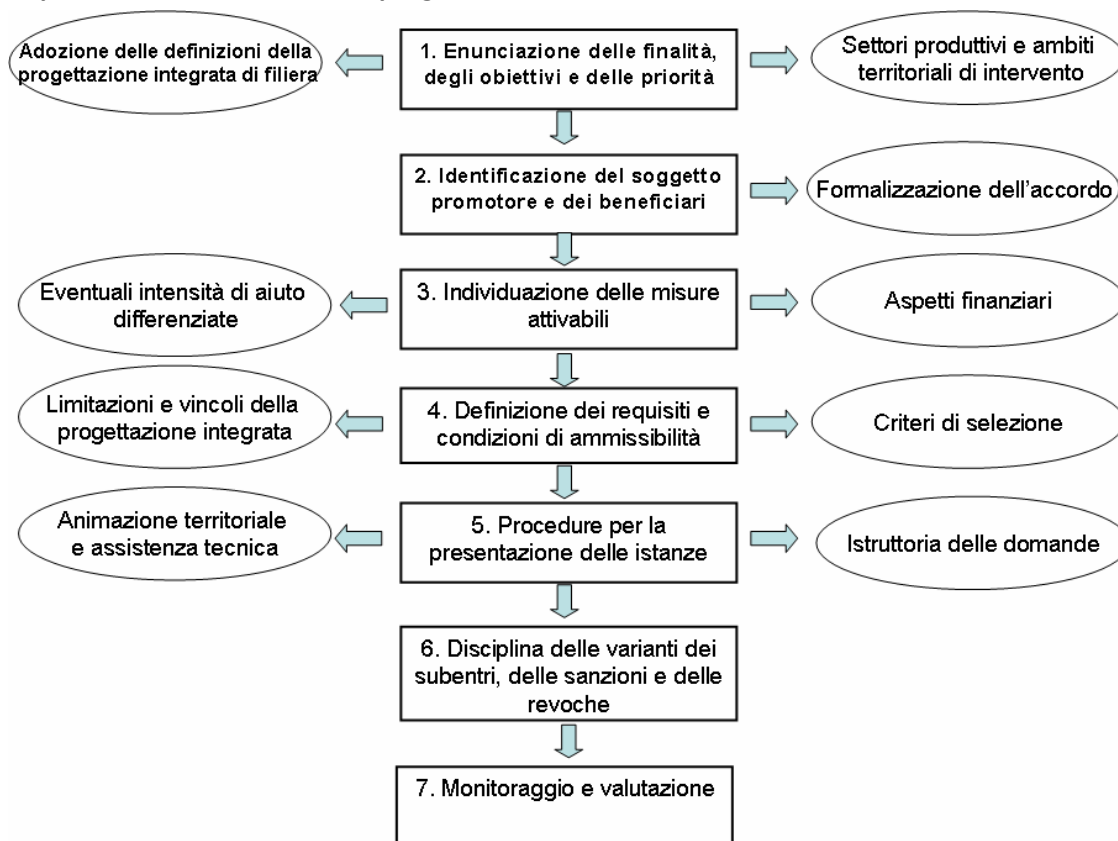 Adozione delle definizioni della
progettazione integrata di filiera
1. Enunciazione delle finalità,
degli obiettivi e delle priorità
Settori produttivi e ambiti
territoriali di intervento
2. Identificazione del soggetto
promotore e dei beneficiari
Formalizzazione dell'accordo
Eventuali intensità di aiuto
differenziate
3. Individuazione delle misure
attivabili
Aspetti finanziari
Limitazioni e vincoli della
progettazione integrata
4. Definizione dei requisiti e
condizioni di ammissibilità
Criteri di selezione
Animazione territoriale
e assistenza tecnica
5. Procedure per la
presentazione delle istanze
Istruttoria delle domande
6. Disciplina delle varianti dei
subentri, delle sanzioni e delle
revoche
7. Monitoraggio e valutazione